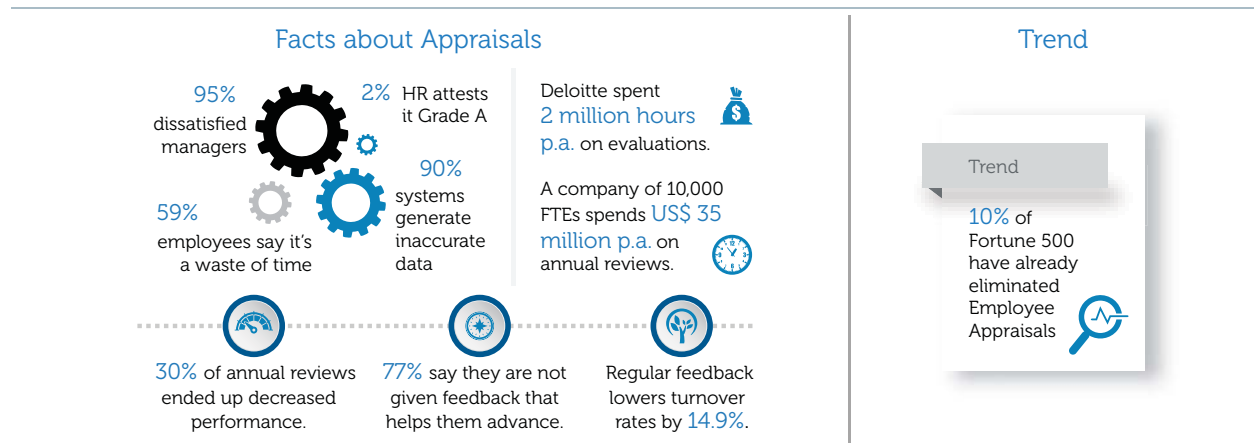 Facts about Appraisals
95%
dissatisfied
managers
2% HR attests
it Grade A
59%
employees say it's
a waste of time
90%
systems
generate
inaccurate
data
Deloitte spent
2 million hours
p.a. on evaluations.
$
A company of 10,000
FTEs spends US$ 35
million p.a. on
annual reviews.
30% of annual reviews
ended up decreased
performance.
77% say they are not
given feedback that
helps them advance.
Regular feedback
lowers turnover
rates by 14.9%.
Trend
Trend
10% of
Fortune 500
have already
eliminated
Employee
Appraisals